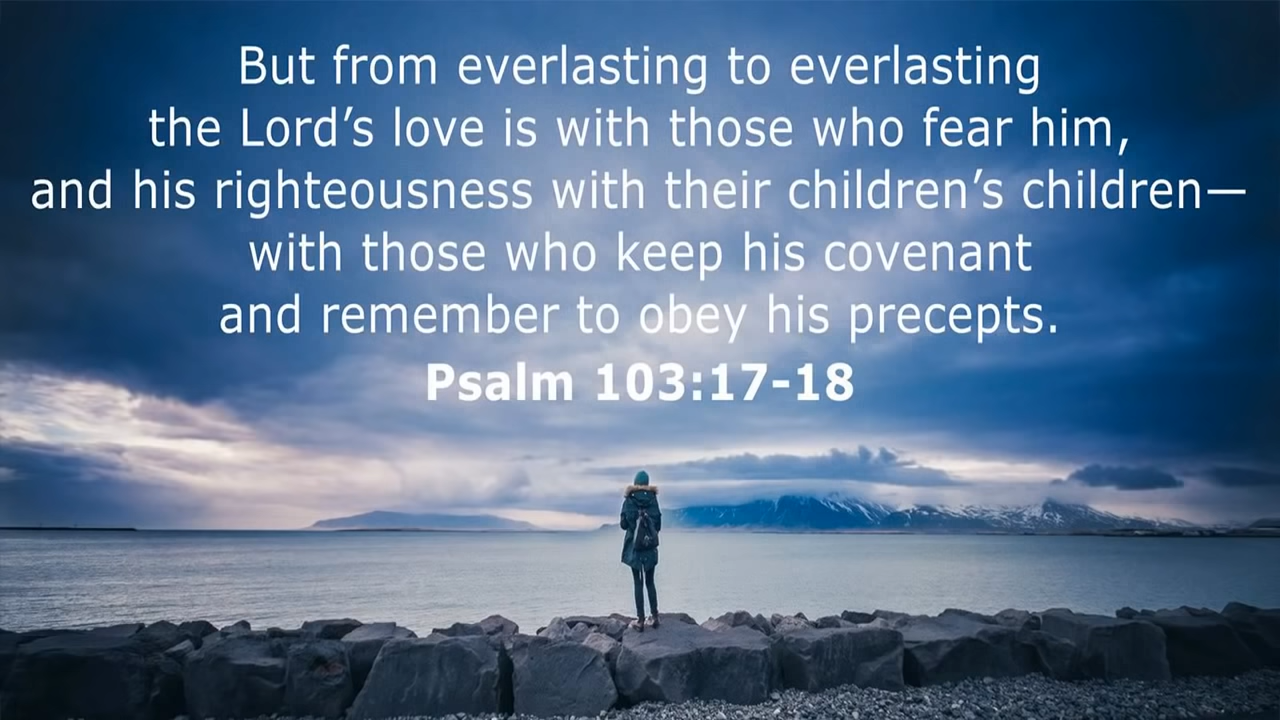 But from everlasting to everlasting
the Lord’s love is with those who fear him,
and his righteousness with their children’s children—
with those who keep his covenant
and remember to obey his precepts.
Psalm 103:17-18